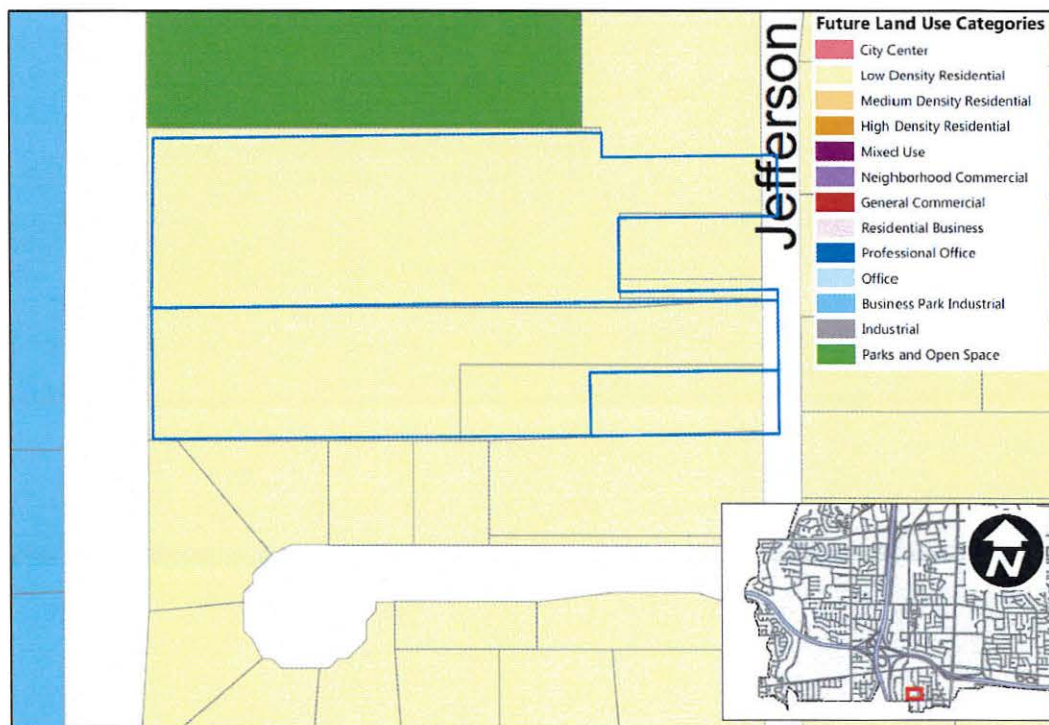 Future Land Use Categories
City Center
Low Density Residential
Medium Density Residential
High Density Residential
Mixed Use
Neighborhood Commercial
General Commercial
Residential Business
Professional Office
Office
Business Park Industrial
Industrial
Parks and Open Space
Jefferson
N